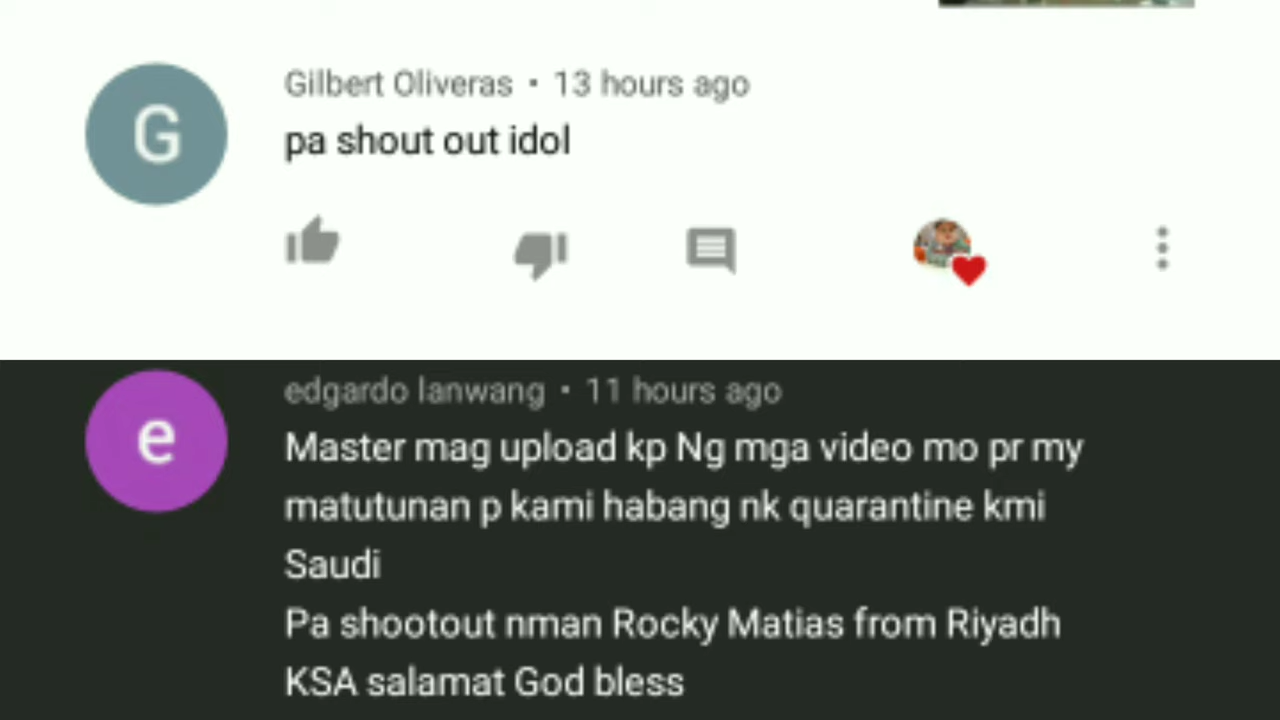 G
Gilbert Oliveras • 13 hours ago
pa shout out idol
e
edgardo lanwang • 11 hours ago
Master mag upload kp Ng mga video mo pr my
matutunan p kami habang nk quarantine kmi
Saudi
Pa shootout nman Rocky Matias from Riyadh
KSA salamat God bless